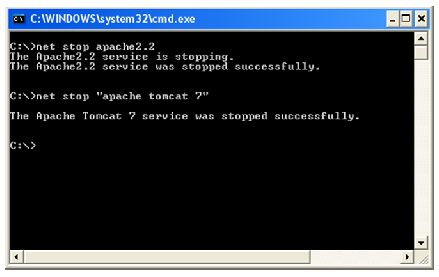 C:\WINDOWS\system32\cmd.exe
C:\>net stop apache2.2
The Apache2.2 service is stopping.
The Apache2.2 service was stopped successfully.
C:\>net stop "apache tomcat 7"
The Apache Tomcat 7 service was stopped successfully.
C:\>